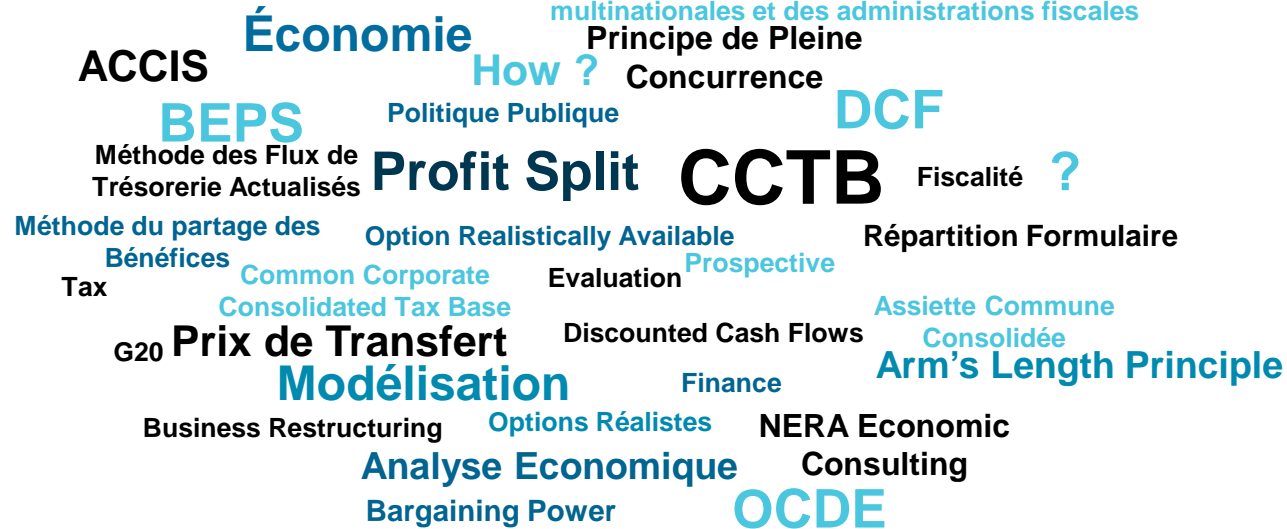 multinationales et des administrations fiscales
Économie
Principe de Pleine
Concurrence
ACCIS
How ?
BEPS
Politique Publique
DCF
Méthode des Flux de
Trésorerie Actualisés
Profit Split
CCTB
Fiscalité
?
Méthode du partage des
Bénéfices
Option Realistically Available
Répartition Formulaire
Tax
Common Corporate
Consolidated Tax Base
Evaluation
Prospective
Assiette Commune
Consolidée
G20
Prix de Transfert
Discounted Cash Flows
Arm's Length Principle
Modélisation
Finance
Business Restructuring
Options Réalistes
NERA Economic
Consulting
Analyse Economique
Bargaining Power
OCDE